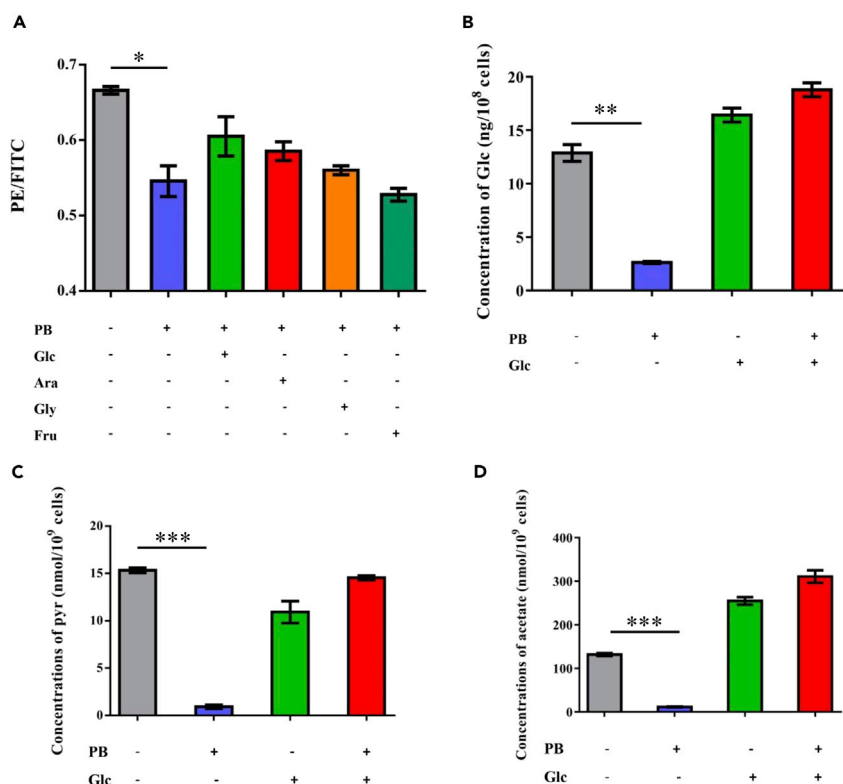 A
*
0.7
0.6
0.5
0.4
PE/FITC
PB - + + + + +
Glc - - + - - -
Ara - - - + - -
Gly - - - - + -
Fru - - - - - +
B
**
20
15
10
5
0
Concentration of Glc (ng/10⁸ cells)
PB - + - +
Glc - - + +
C
***
20
15
10
5
0
Concentrations of pyr (nmol/10⁹ cells)
PB - + - +
Glc - - + +
D
***
400
300
200
100
0
Concentrations of acetate (nmol/10⁹ cells)
PB - + - +
Glc - - + +